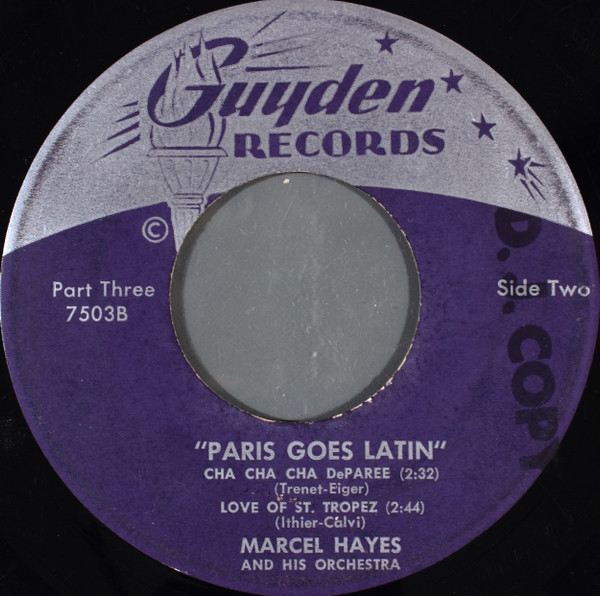 Guyden
RECORDS
©
Part Three
7503B
Side Two
D.J. COPY
"PARIS GOES LATIN"
CHA CHA CHA DePAREE (2:32)
(Trenet-Eiger)
LOVE OF ST. TROPEZ (2:44)
(Ithier-Calvi)
MARCEL HAYES
AND HIS ORCHESTRA